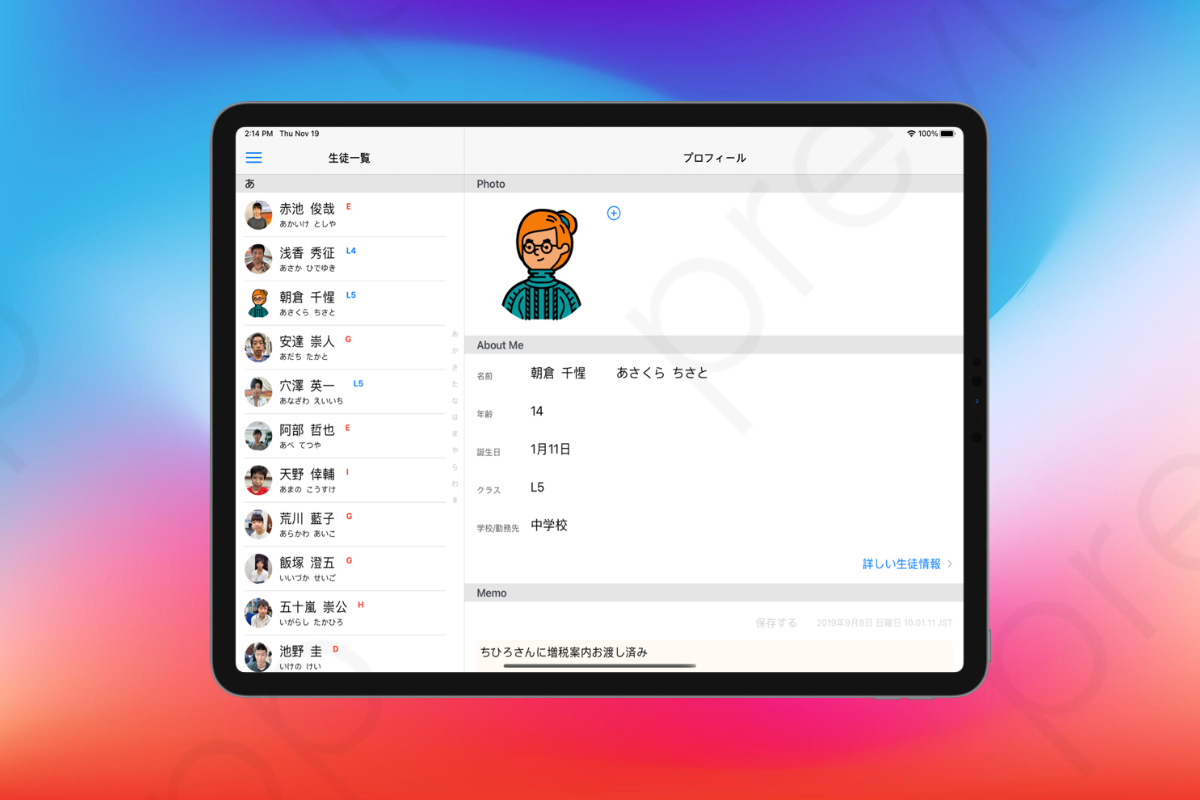 2:14 PM Thu Nov 19
100%
生徒一覧
プロフィール
あ
赤池 俊哉 E
あかいけ としや
浅香 秀征 L4
あさか ひでゆき
朝倉 千惺 L5
あさくら ちさと
安達 崇人 G
あだち たかと
穴澤 英一 L5
あなざわ えいいち
阿部 哲也 E
あべ てつや
天野 倖輔 I
あまの こうすけ
荒川 藍子 G
あらかわ あいこ
飯塚 澄五 G
いいづか せいご
五十嵐 崇公 H
いがらし たかひろ
池野 圭 D
いけの けい
あ
か
さ
た
な
は
ま
や
ら
わ
Photo
About Me
名前 朝倉 千惺 あさくら ちさと
年齢 14
誕生日 1月11日
クラス L5
学校/勤務先 中学校
詳しい生徒情報
Memo
保存する 2019年9月8日 日曜日 10:01:11 JST
ちひろさんに増税案内お渡し済み
preview